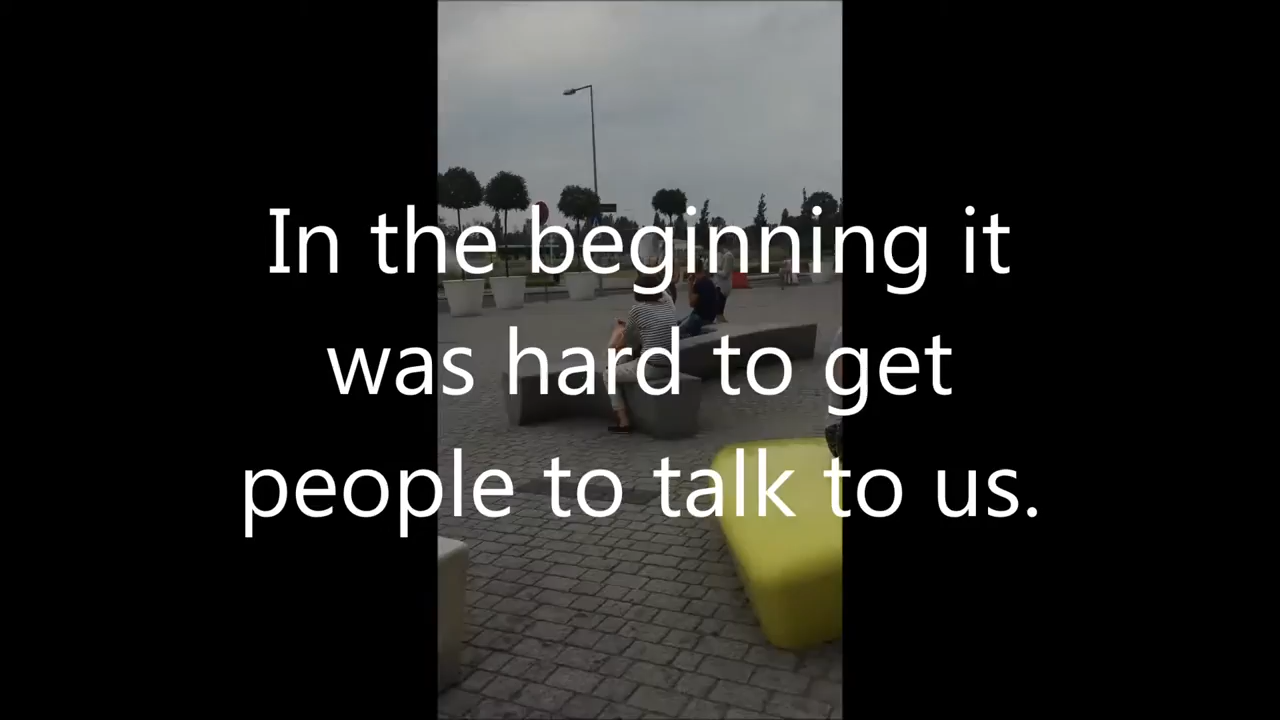 In the beginning it
was hard to get
people to talk to us.